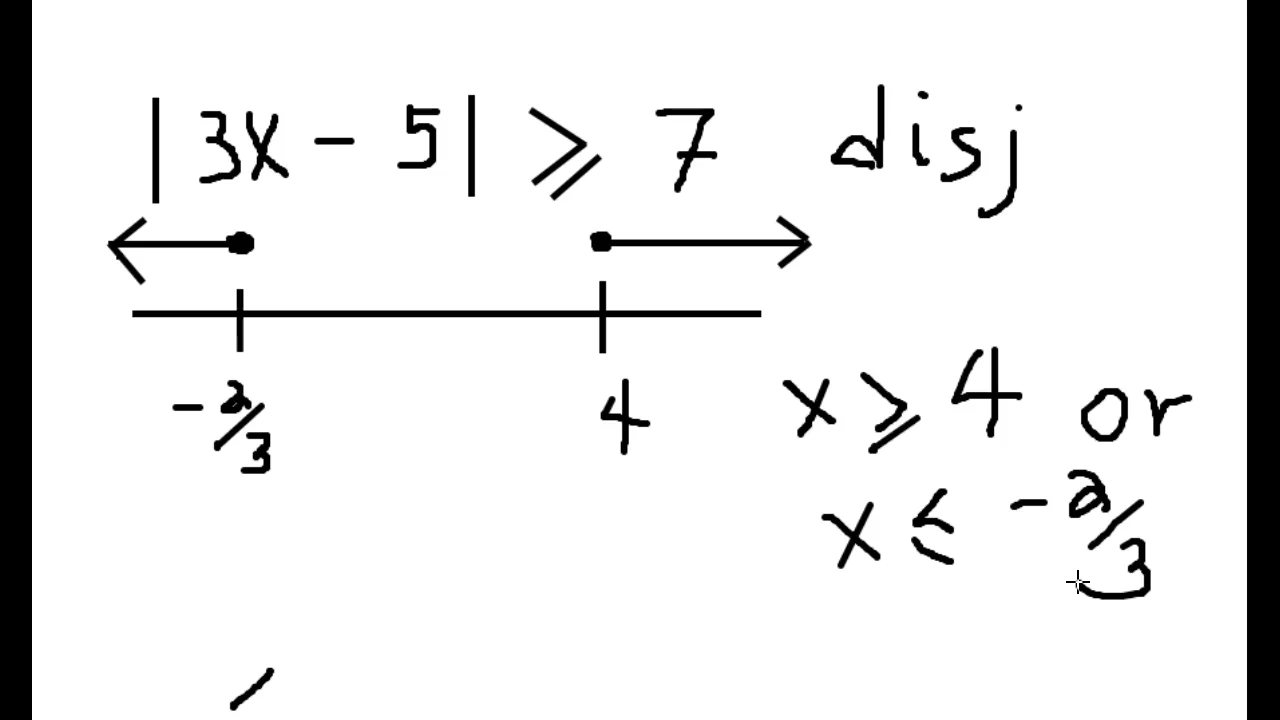 |3x - 5| ⩾ 7 disj
-2/3 4 x ⩾ 4 or
x ≤ -2/3